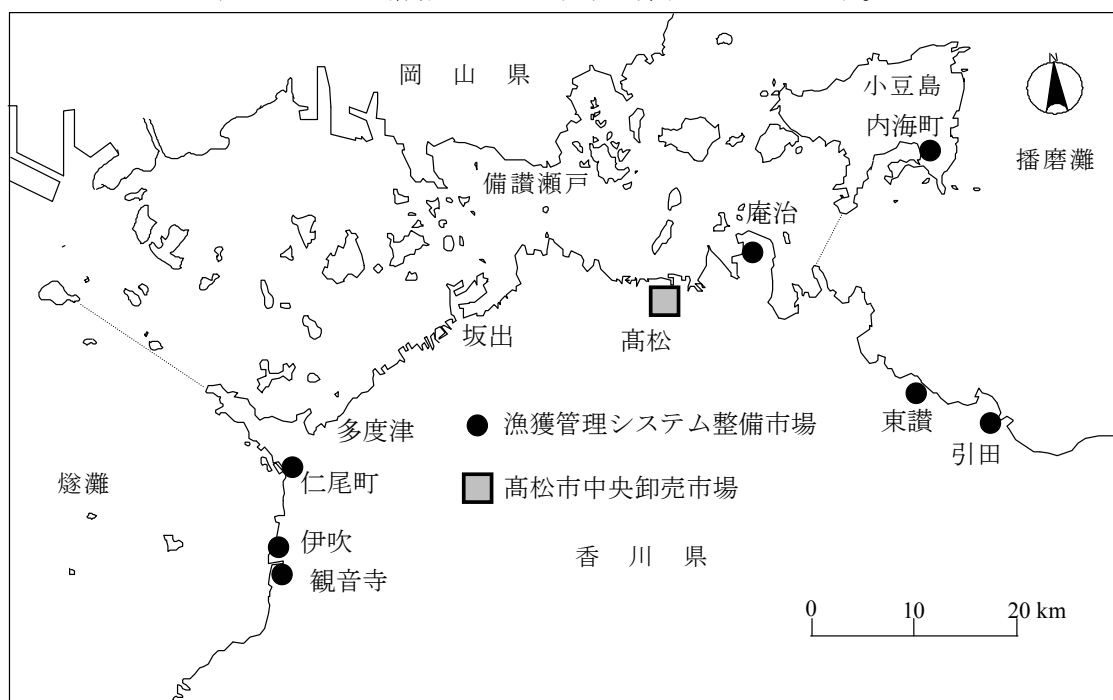 岡 山 県
小豆島
内海町
N
播磨灘
備讃瀬戸
庵治
坂出
髙松
東讃
引田
多度津
● 漁獲管理システム整備市場
仁尾町
髙松市中央卸売市場
燧灘
伊吹
観音寺
香 川 県
0 10 20 km